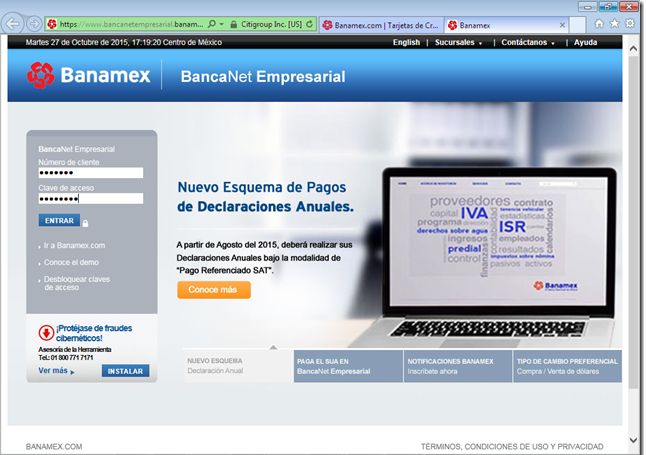 https://www.bancanetempresarial.banam...
Citigroup Inc. [US]
Banamex.com | Tarjetas de Cr...
Banamex
Martes 27 de Octubre de 2015, 17:19:20 Centro de México
English | Sucursales | Contáctanos | Ayuda
Banamex
BancaNet Empresarial
BancaNet Empresarial
Número de cliente
Clave de acceso
ENTRAR
Ir a Banamex.com
Conoce el demo
Desbloquear claves
de acceso
¡Protéjase de fraudes
cibernéticos!
Asesoría de la Herramienta
Tel.: 01 800 771 7171
Ver más
INSTALAR
Nuevo Esquema de Pagos
de Declaraciones Anuales.
A partir de Agosto del 2015, deberá realizar sus
Declaraciones Anuales bajo la modalidad de
“Pago Referenciado SAT”.
Conoce más
proveedores contrato
capital IVA tenencia vehicular
estadísticas
programa
derechos sobre agua ISR
ingresos empleados
predial resultados
impuestos sobre nómina
control pasivos activos
finanzas
contabilidad
calendarios
Banamex
NUEVO ESQUEMA
Declaración Anual
PAGA EL SUA EN
BancaNet Empresarial
NOTIFICACIONES BANAMEX
Inscríbete ahora
TIPO DE CAMBIO PREFERENCIAL
Compra / Venta de dólares
BANAMEX.COM
TÉRMINOS, CONDICIONES DE USO Y PRIVACIDAD